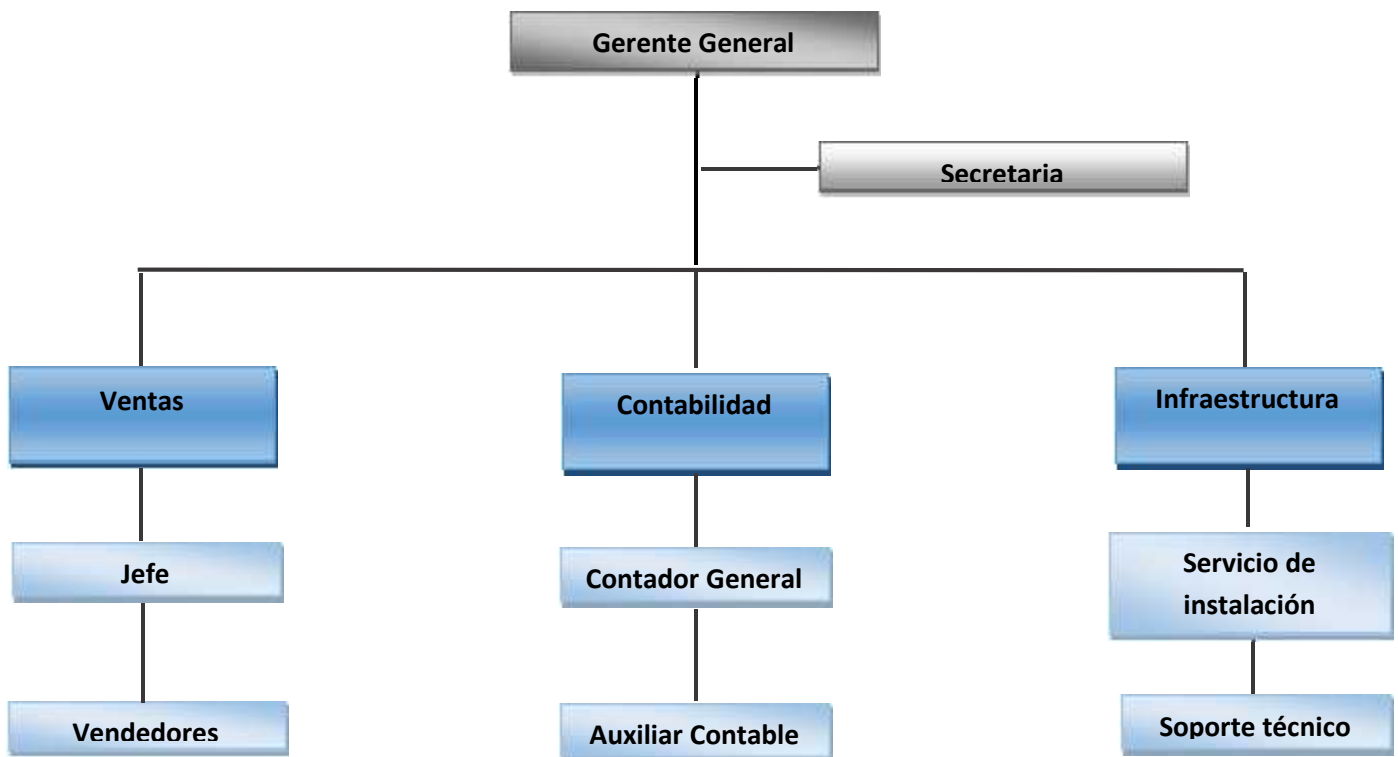 Gerente General
Secretaria
Ventas
Contabilidad
Infraestructura
Jefe
Contador General
Servicio de
instalación
Vendedores
Auxiliar Contable
Soporte técnico